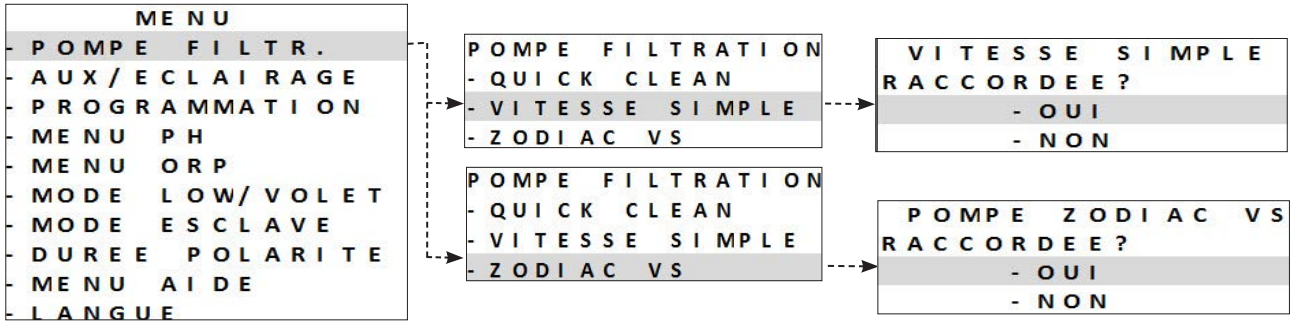 MENU
- POMPE FILTR.
- AUX/ECLAIRAGE
- PROGRAMMATION
- MENU PH
- MENU ORP
- MODE LOW/VOLET
- MODE ESCLAVE
- DUREE POLARITE
- MENU AIDE
- LANGUE
POMPE FILTRATION
- QUICK CLEAN
- VITESSE SIMPLE
- ZODIAC VS
VITESSE SIMPLE
RACCORDEE?
- OUI
- NON
POMPE FILTRATION
- QUICK CLEAN
- VITESSE SIMPLE
- ZODIAC VS
POMPE ZODIAC VS
RACCORDEE?
- OUI
- NON